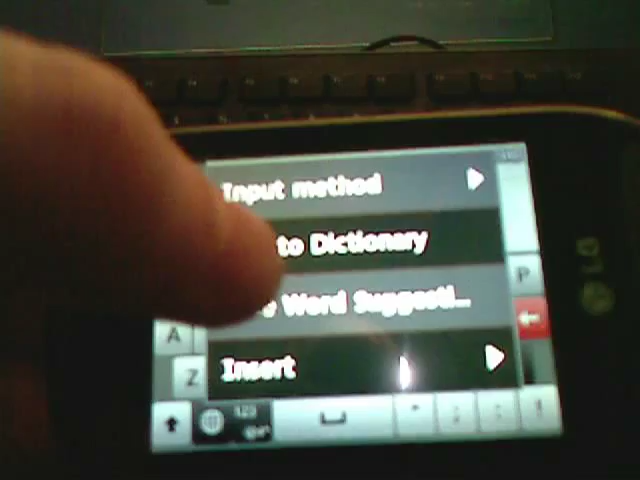 Input method
to Dictionary
Word Suggesti...
Insert
P
A
Z
123
LG